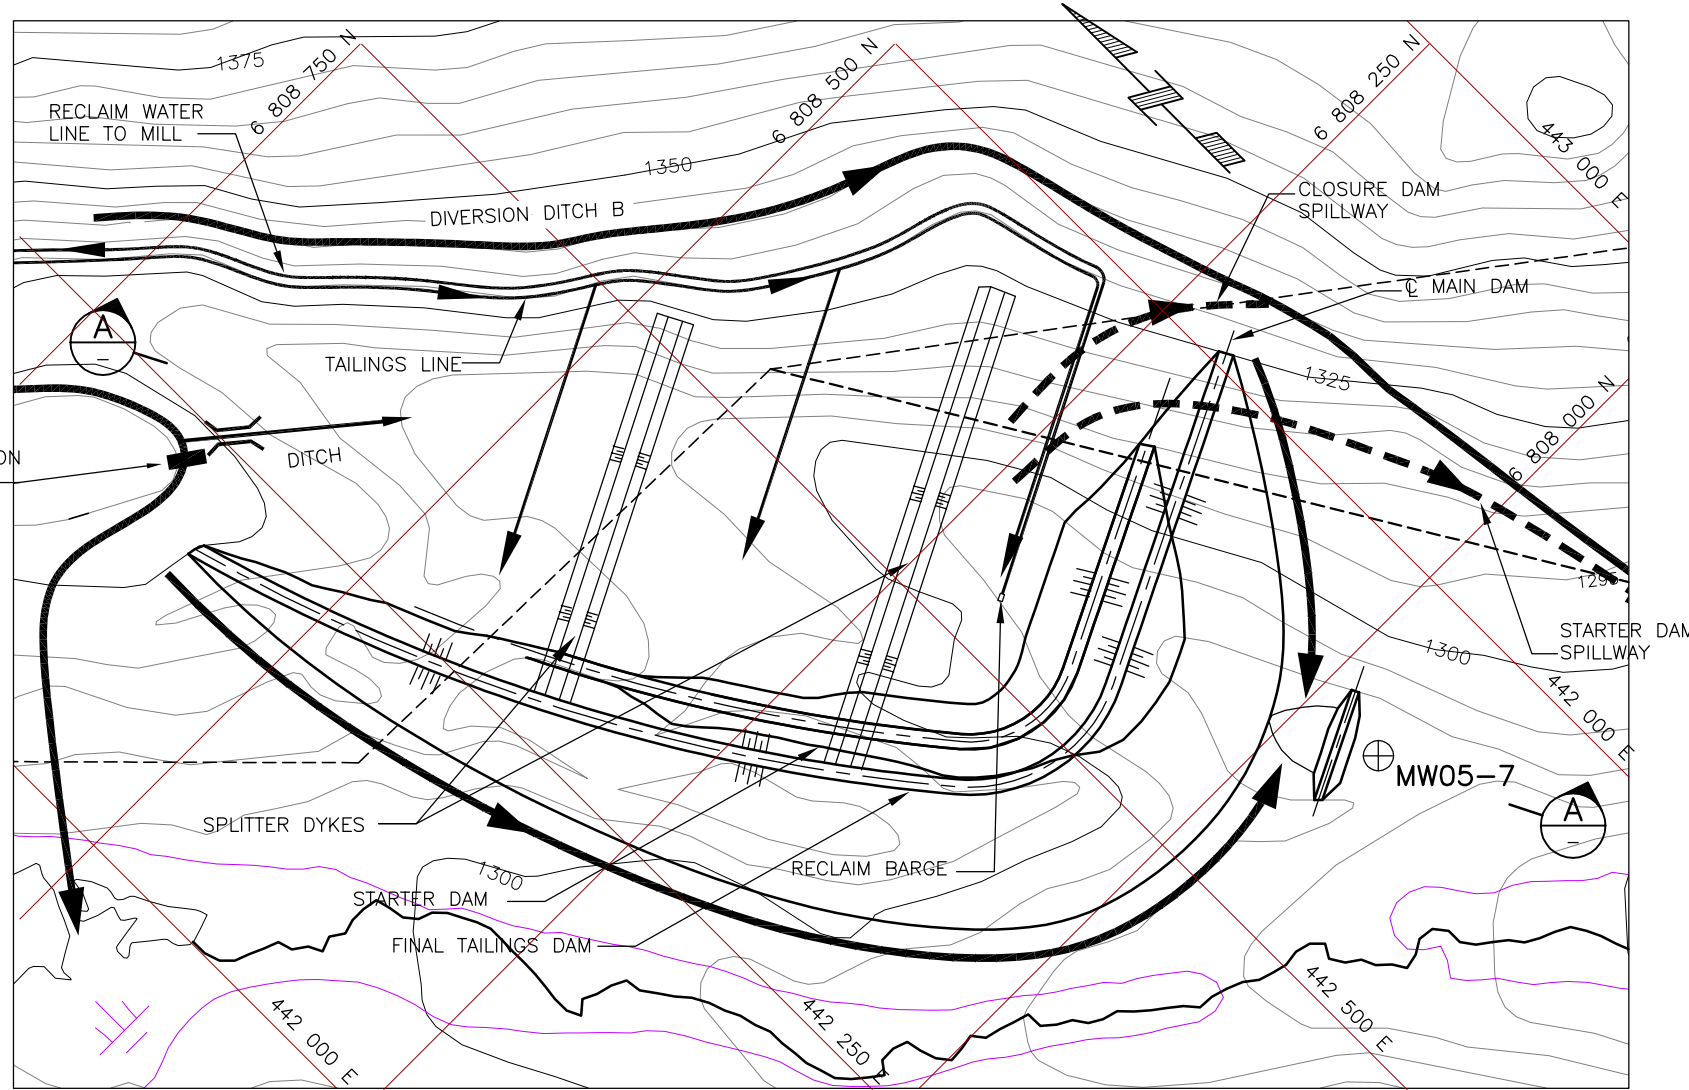 1375
6 808 750 N
6 808 500 N
6 808 250 N
RECLAIM WATER
LINE TO MILL
443 000 E
1350
CLOSURE DAM
SPILLWAY
DIVERSION DITCH B
℄ MAIN DAM
A
–
TAILINGS LINE
1325
6 808 000 N
ON
DITCH
1295
STARTER DAM
SPILLWAY
1300
442 000 E
MW05-7
A
–
SPLITTER DYKES
RECLAIM BARGE
1300
STARTER DAM
FINAL TAILINGS DAM
442 000 E
442 250 E
442 500 E